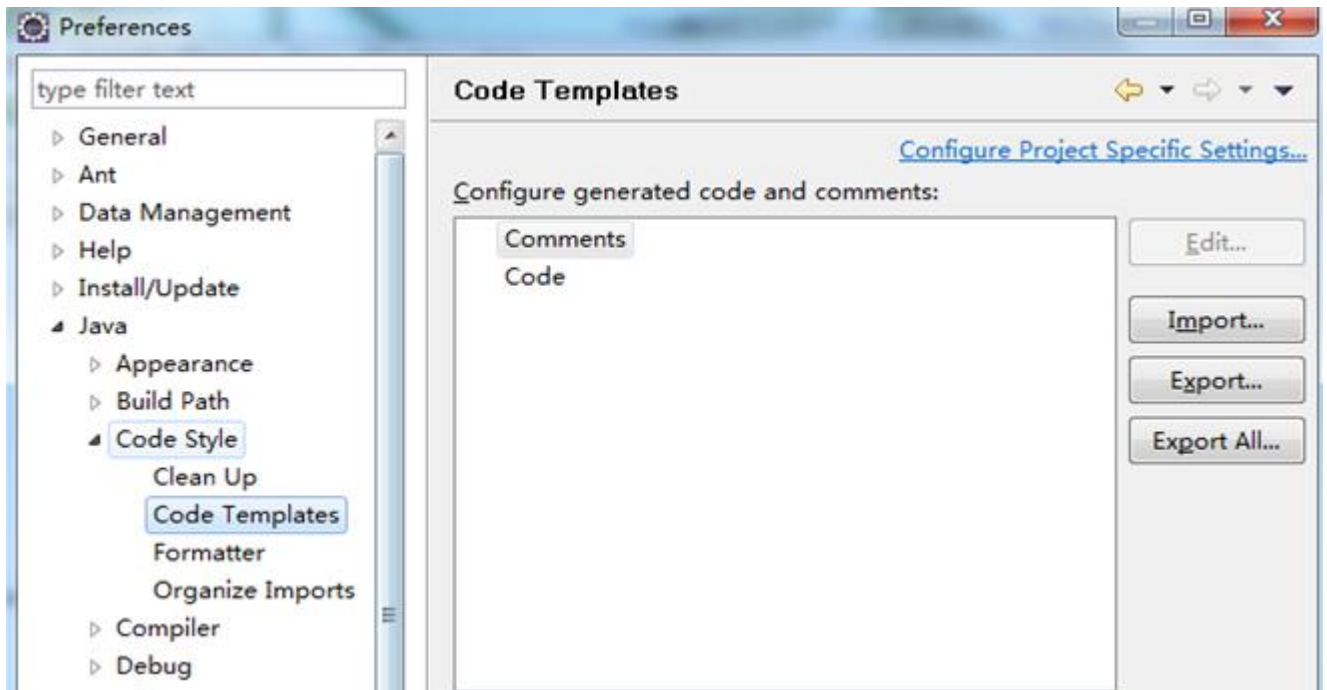 Preferences
type filter text
General
Ant
Data Management
Help
Install/Update
Java
Appearance
Build Path
Code Style
Clean Up
Code Templates
Formatter
Organize Imports
Compiler
Debug
Code Templates
Configure Project Specific Settings...
Configure generated code and comments:
Comments
Code
Edit...
Import...
Export...
Export All...